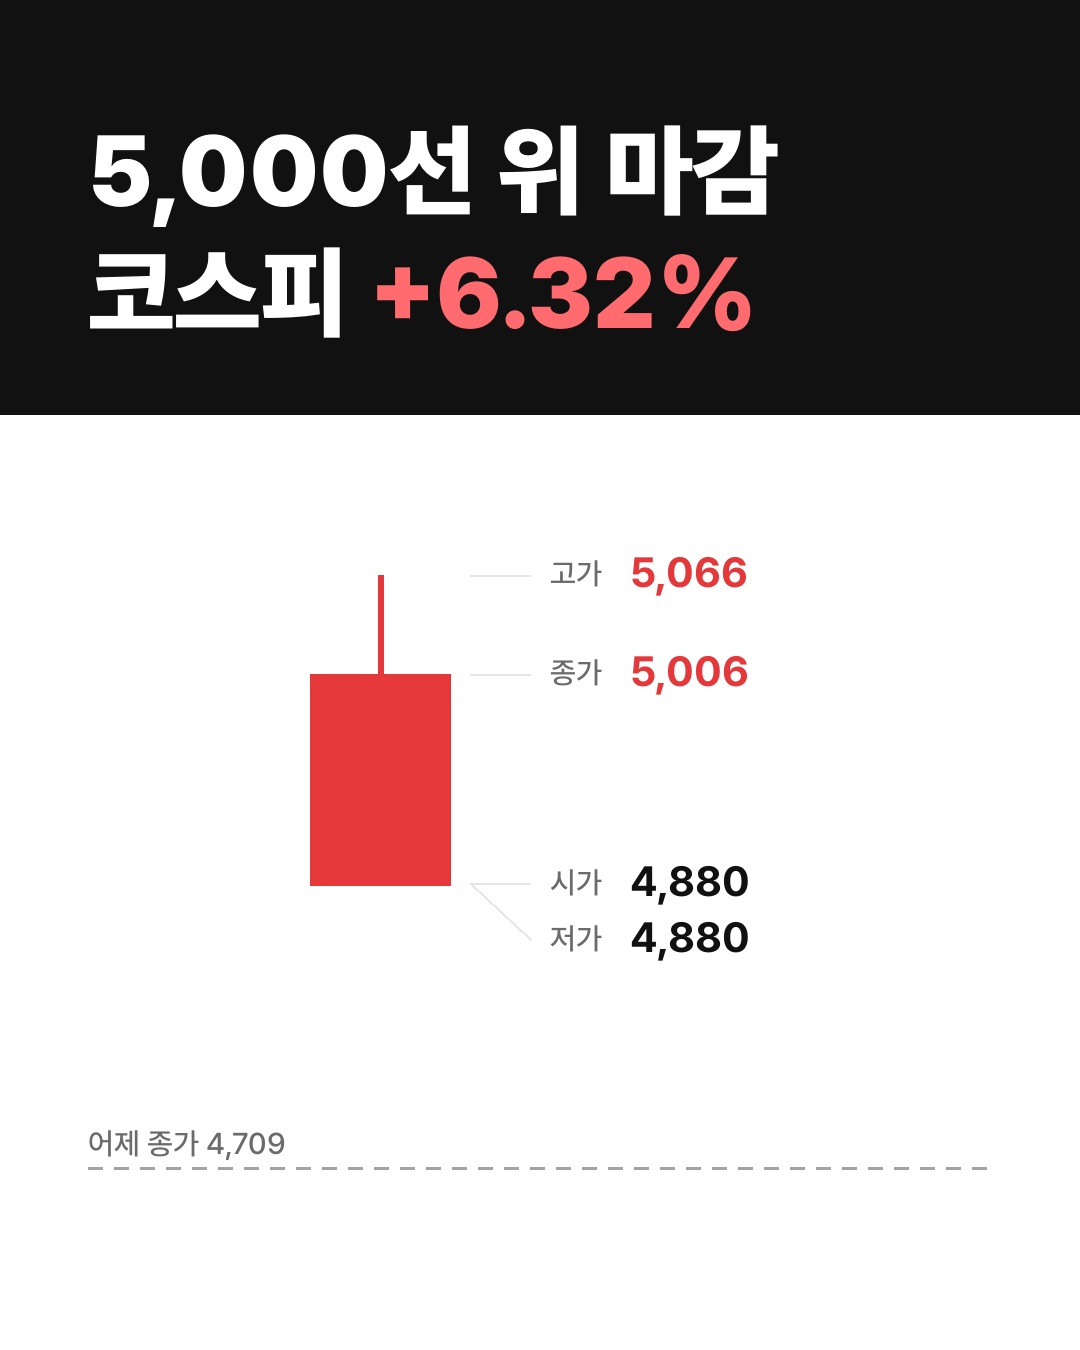 5,000선 위 마감
코스피 +6.32%
고가 5,066
종가 5,006
시가 4,880
저가 4,880
어제 종가 4,709